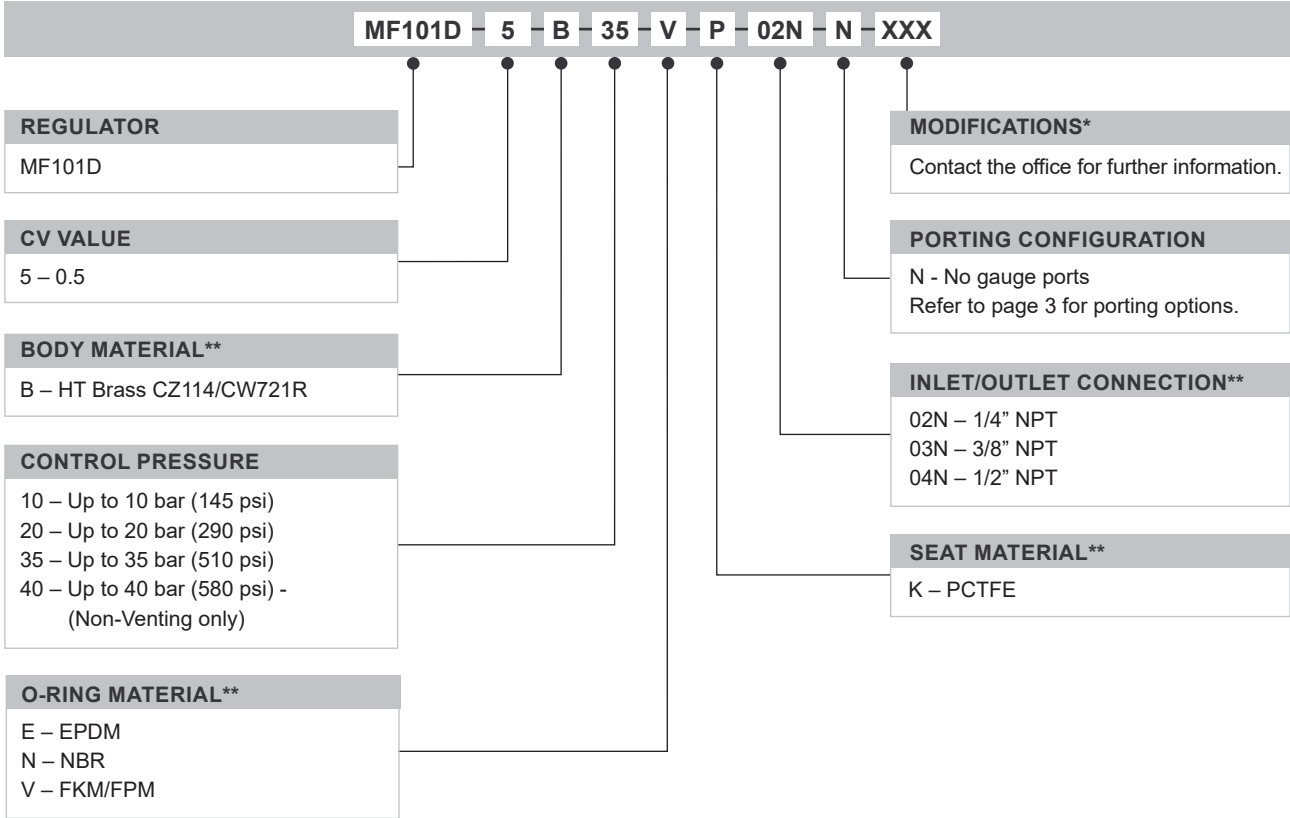 MF101D - 5 - B - 35 - V - P - 02N - N - XXX
REGULATOR
MF101D
CV VALUE
5 – 0.5
BODY MATERIAL**
B – HT Brass CZ114/CW721R
CONTROL PRESSURE
10 – Up to 10 bar (145 psi)
20 – Up to 20 bar (290 psi)
35 – Up to 35 bar (510 psi)
40 – Up to 40 bar (580 psi) -
(Non-Venting only)
O-RING MATERIAL**
E – EPDM
N – NBR
V – FKM/FPM
MODIFICATIONS*
Contact the office for further information.
PORTING CONFIGURATION
N - No gauge ports
Refer to page 3 for porting options.
INLET/OUTLET CONNECTION**
02N – 1/4” NPT
03N – 3/8” NPT
04N – 1/2” NPT
SEAT MATERIAL**
K – PCTFE